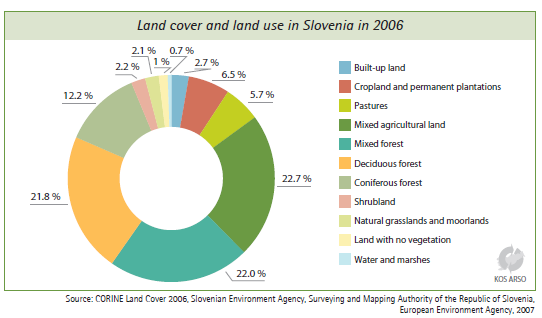 Land cover and land use in Slovenia in 2006
2.1 % 0.7 %
2.2 % 1 % 2.7 %
6.5 %
5.7 %
12.2 %
22.7 %
21.8 %
22.0 %
Built-up land
Cropland and permanent plantations
Pastures
Mixed agricultural land
Mixed forest
Deciduous forest
Coniferous forest
Shrubland
Natural grasslands and moorlands
Land with no vegetation
Water and marshes
KOS ARSO
Source: CORINE Land Cover 2006, Slovenian Environment Agency, Surveying and Mapping Authority of the Republic of Slovenia,
European Environment Agency, 2007